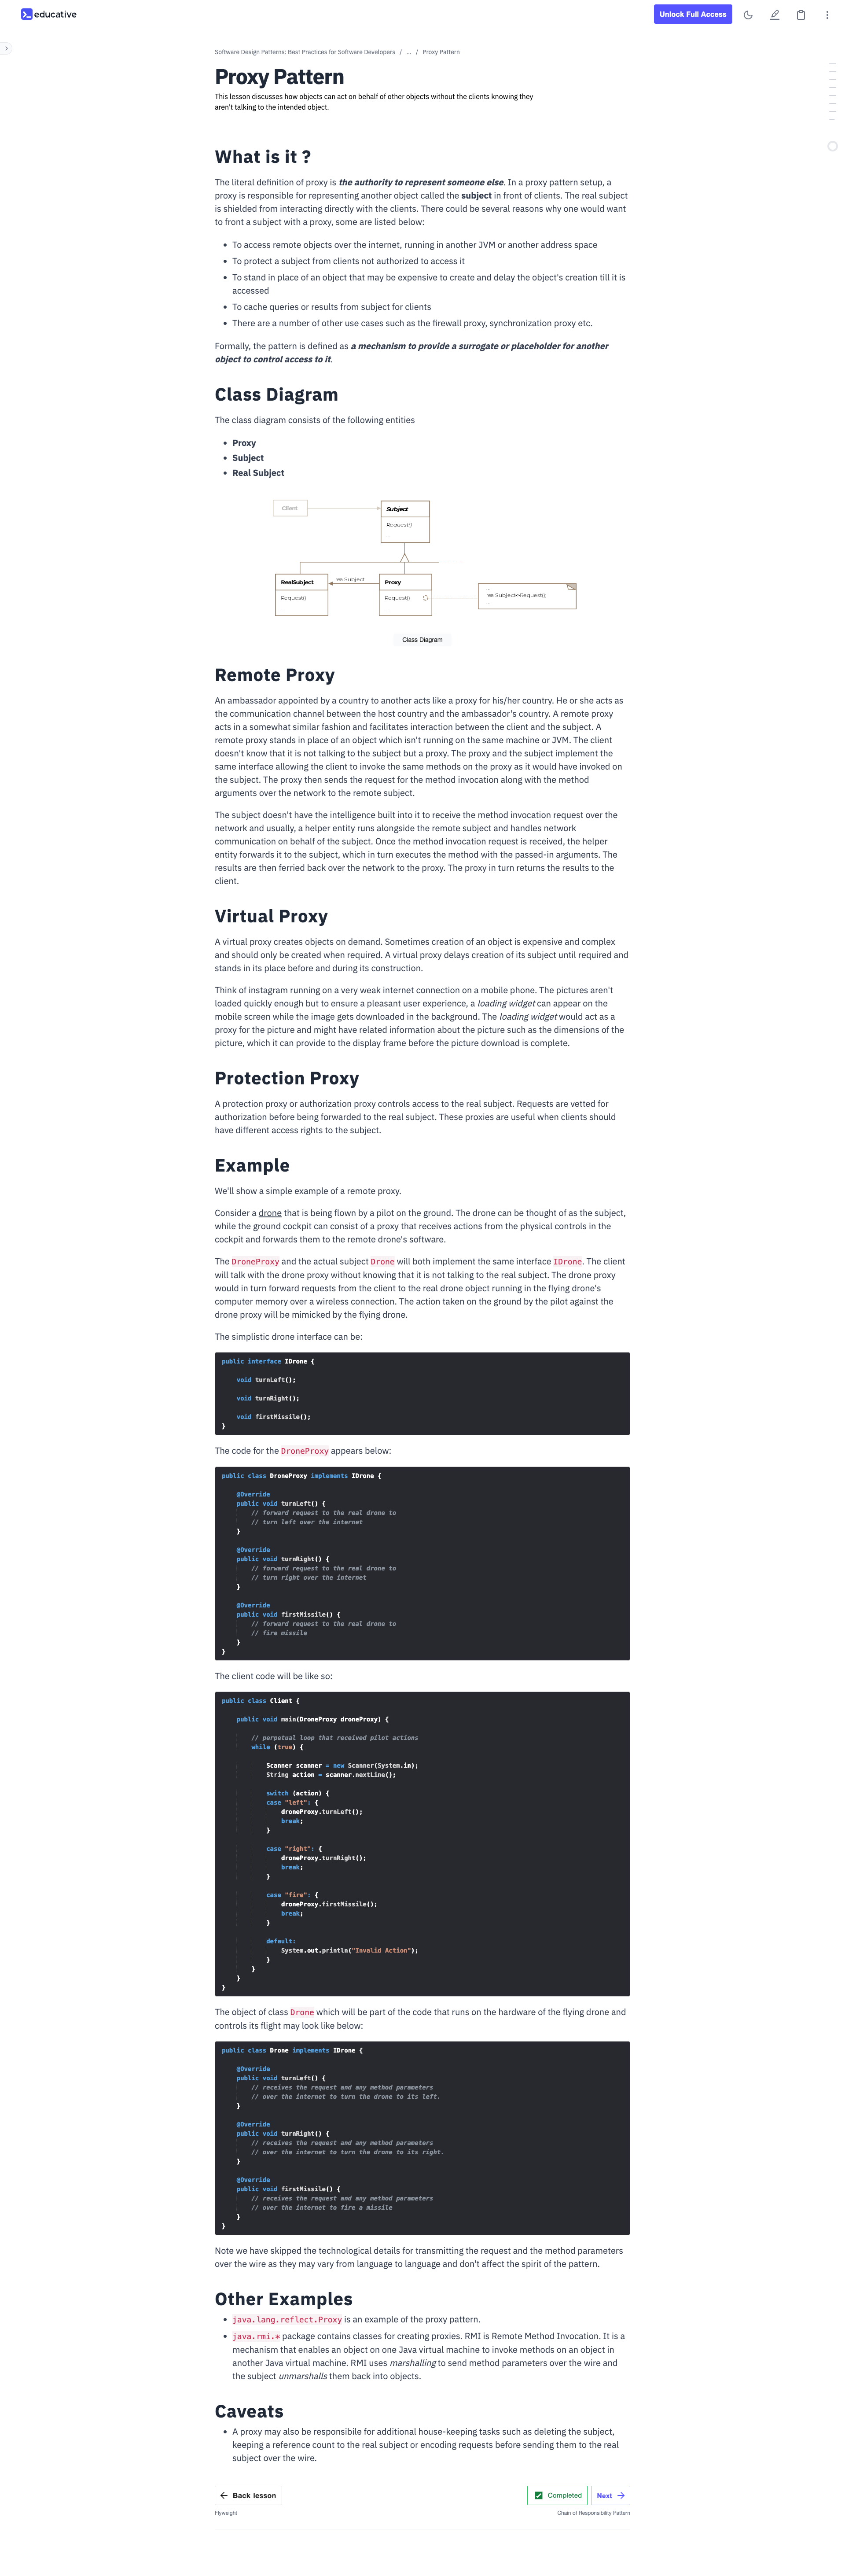 educative
Unlock Full Access
Software Design Patterns: Best Practices for Software Developers / ... / Proxy Pattern
Proxy Pattern
This lesson discusses how objects can act on behalf of other objects without the clients knowing they
aren't talking to the intended object.
What is it ?
The literal definition of proxy is the authority to represent someone else. In a proxy pattern setup, a
proxy is responsible for representing another object called the subject in front of clients. The real subject
is shielded from interacting directly with the clients. There could be several reasons why one would want
to front a subject with a proxy, some are listed below:
• To access remote objects over the internet, running in another JVM or another address space
• To protect a subject from clients not authorized to access it
• To stand in place of an object that may be expensive to create and delay the object's creation till it is
accessed
• To cache queries or results from subject for clients
• There are a number of other use cases such as the firewall proxy, synchronization proxy etc.
Formally, the pattern is defined as a mechanism to provide a surrogate or placeholder for another
object to control access to it.
Class Diagram
The class diagram consists of the following entities
• Proxy
• Subject
• Real Subject
Client
Subject
Request()
...
RealSubject
Request()
...
realSubject
Proxy
Request()
...
...
realSubject->Request();
...
Class Diagram
Remote Proxy
An ambassador appointed by a country to another acts like a proxy for his/her country. He or she acts as
the communication channel between the host country and the ambassador's country. A remote proxy
acts in a somewhat similar fashion and facilitates interaction between the client and the subject. A
remote proxy stands in place of an object which isn't running on the same machine or JVM. The client
doesn't know that it is not talking to the subject but a proxy. The proxy and the subject implement the
same interface allowing the client to invoke the same methods on the proxy as it would have invoked on
the subject. The proxy then sends the request for the method invocation along with the method
arguments over the network to the remote subject.
The subject doesn't have the intelligence built into it to receive the method invocation request over the
network and usually, a helper entity runs alongside the remote subject and handles network
communication on behalf of the subject. Once the method invocation request is received, the helper
entity forwards it to the subject, which in turn executes the method with the passed-in arguments. The
results are then ferried back over the network to the proxy. The proxy in turn returns the results to the
client.
Virtual Proxy
A virtual proxy creates objects on demand. Sometimes creation of an object is expensive and complex
and should only be created when required. A virtual proxy delays creation of its subject until required and
stands in its place before and during its construction.
Think of instagram running on a very weak internet connection on a mobile phone. The pictures aren't
loaded quickly enough but to ensure a pleasant user experience, a loading widget can appear on the
mobile screen while the image gets downloaded in the background. The loading widget would act as a
proxy for the picture and might have related information about the picture such as the dimensions of the
picture, which it can provide to the display frame before the picture download is complete.
Protection Proxy
A protection proxy or authorization proxy controls access to the real subject. Requests are vetted for
authorization before being forwarded to the real subject. These proxies are useful when clients should
have different access rights to the subject.
Example
We'll show a simple example of a remote proxy.
Consider a drone that is being flown by a pilot on the ground. The drone can be thought of as the subject,
while the ground cockpit can consist of a proxy that receives actions from the physical controls in the
cockpit and forwards them to the remote drone's software.
The DroneProxy and the actual subject Drone will both implement the same interface IDrone. The client
will talk with the drone proxy without knowing that it is not talking to the real subject. The drone proxy
would in turn forward requests from the client to the real drone object running in the flying drone's
computer memory over a wireless connection. The action taken on the ground by the pilot against the
drone proxy will be mimicked by the flying drone.
The simplistic drone interface can be:
public interface IDrone {
void turnLeft();
void turnRight();
void firstMissile();
}
The code for the DroneProxy appears below:
public class DroneProxy implements IDrone {
@Override
public void turnLeft() {
// forward request to the real drone to
// turn left over the internet
}
@Override
public void turnRight() {
// forward request to the real drone to
// turn right over the internet
}
@Override
public void firstMissile() {
// forward request to the real drone to
// fire missile
}
}
The client code will be like so:
public class Client {
public void main(DroneProxy droneProxy) {
// perpetual loop that received pilot actions
while (true) {
Scanner scanner = new Scanner(System.in);
String action = scanner.nextLine();
switch (action) {
case "left": {
droneProxy.turnLeft();
break;
}
case "right": {
droneProxy.turnRight();
break;
}
case "fire": {
droneProxy.firstMissile();
break;
}
default:
System.out.println("Invalid Action");
}
}
}
}
The object of class Drone which will be part of the code that runs on the hardware of the flying drone and
controls its flight may look like below:
public class Drone implements IDrone {
@Override
public void turnLeft() {
// receives the request and any method parameters
// over the internet to turn the drone to its left.
}
@Override
public void turnRight() {
// receives the request and any method parameters
// over the internet to turn the drone to its right.
}
@Override
public void firstMissile() {
// receives the request and any method parameters
// over the internet to fire a missile
}
}
Note we have skipped the technological details for transmitting the request and the method parameters
over the wire as they may vary from language to language and don't affect the spirit of the pattern.
Other Examples
• java.lang.reflect.Proxy is an example of the proxy pattern.
• java.rmi.* package contains classes for creating proxies. RMI is Remote Method Invocation. It is a
mechanism that enables an object on one Java virtual machine to invoke methods on an object in
another Java virtual machine. RMI uses marshalling to send method parameters over the wire and
the subject unmarshalls them back into objects.
Caveats
• A proxy may also be responsible for additional house-keeping tasks such as deleting the subject,
keeping a reference count to the real subject or encoding requests before sending them to the real
subject over the wire.
Back lesson
Completed
Next
Flyweight
Chain of Responsibility Pattern